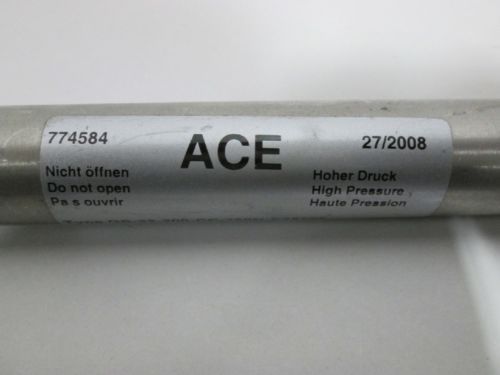 774584 ACE 27/2008
Nicht öffnen Hoher Druck
Do not open High Pressure
Pa s ouvrir Haute Pression